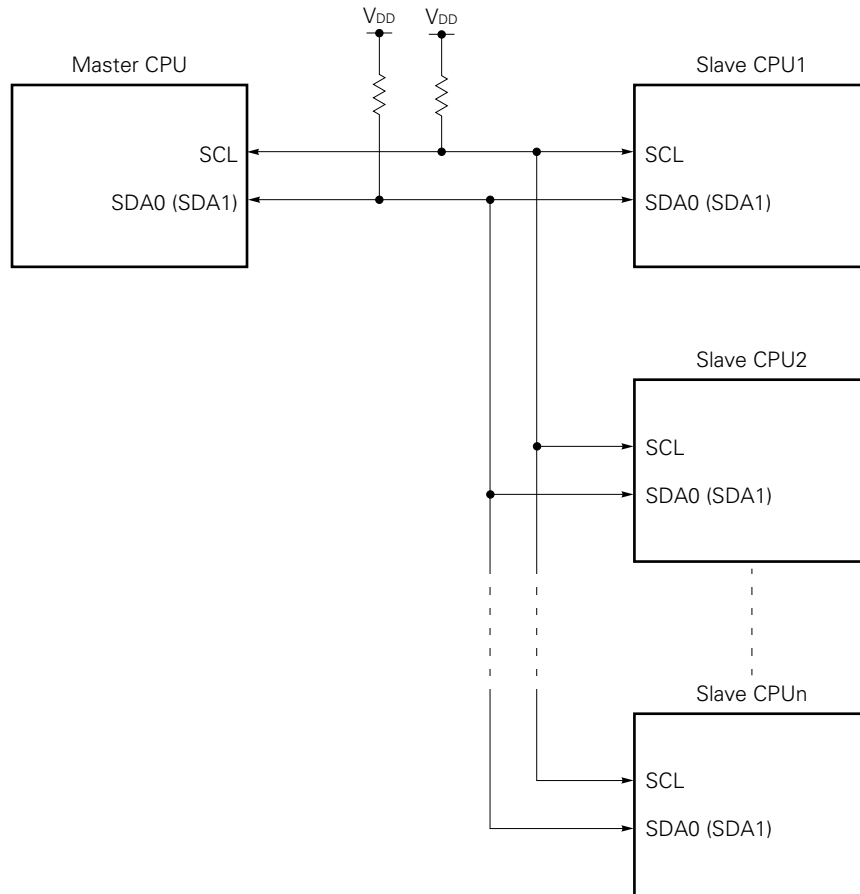 VDD VDD
Master CPU
Slave CPU1
SCL
SDA0 (SDA1)
SCL
SDA0 (SDA1)
Slave CPU2
SCL
SDA0 (SDA1)
Slave CPUn
SCL
SDA0 (SDA1)